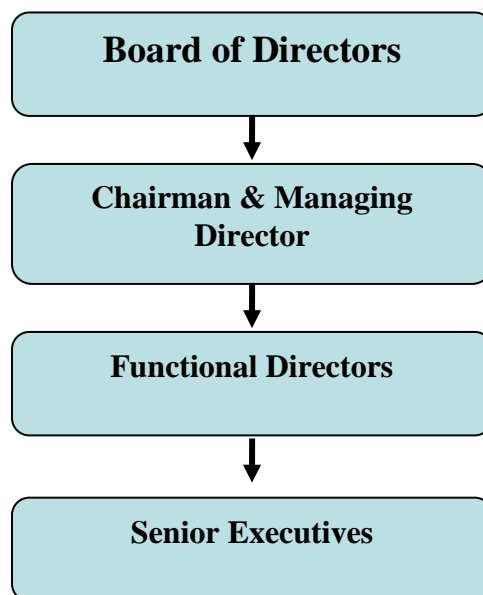 Board of Directors
Chairman & Managing
Director
Functional Directors
Senior Executives